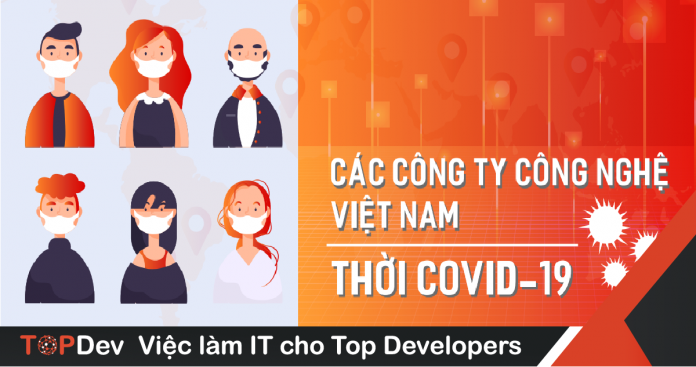 CÁC CÔNG TY CÔNG NGHỆ
VIỆT NAM
THỜI COVID-19
TOPDev Việc làm IT cho Top Developers